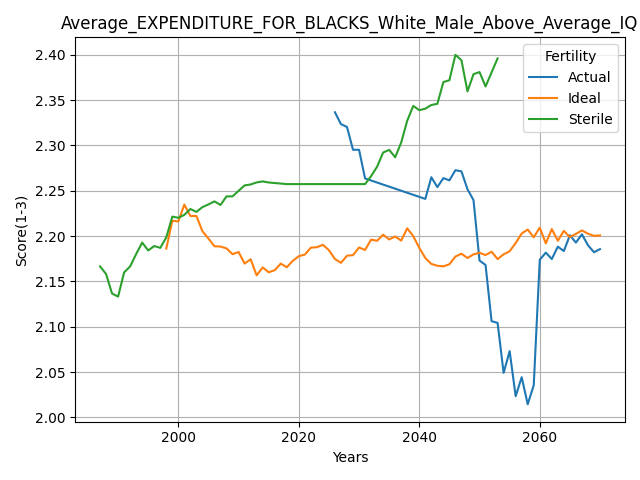 Average_EXPENDITURE_FOR_BLACKS_White_Male_Above_Average_IQ
Fertility
Actual
Ideal
Sterile
Score(1-3)
2.40
2.35
2.30
2.25
2.20
2.15
2.10
2.05
2.00
2000
2020
2040
2060
Years